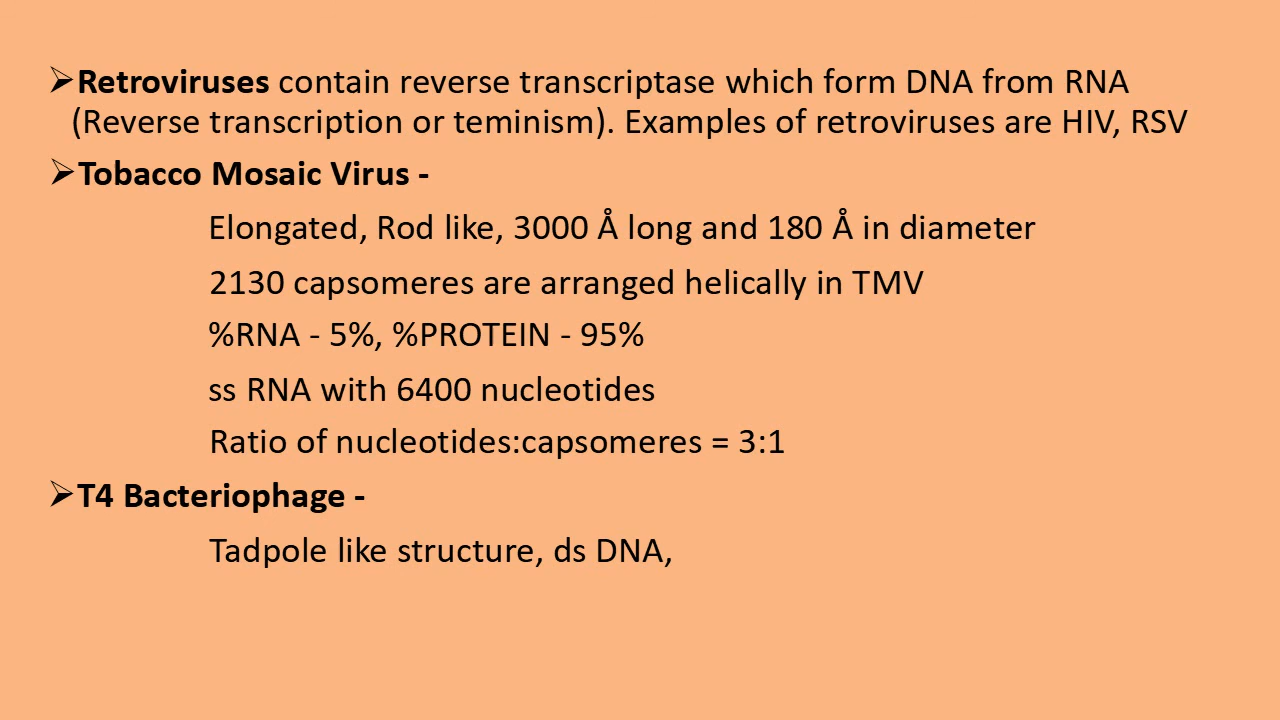 ➢Retroviruses contain reverse transcriptase which form DNA from RNA
(Reverse transcription or teminism). Examples of retroviruses are HIV, RSV
➢Tobacco Mosaic Virus -
Elongated, Rod like, 3000 Å long and 180 Å in diameter
2130 capsomeres are arranged helically in TMV
%RNA - 5%, %PROTEIN - 95%
ss RNA with 6400 nucleotides
Ratio of nucleotides:capsomeres = 3:1
➢T4 Bacteriophage -
Tadpole like structure, ds DNA,